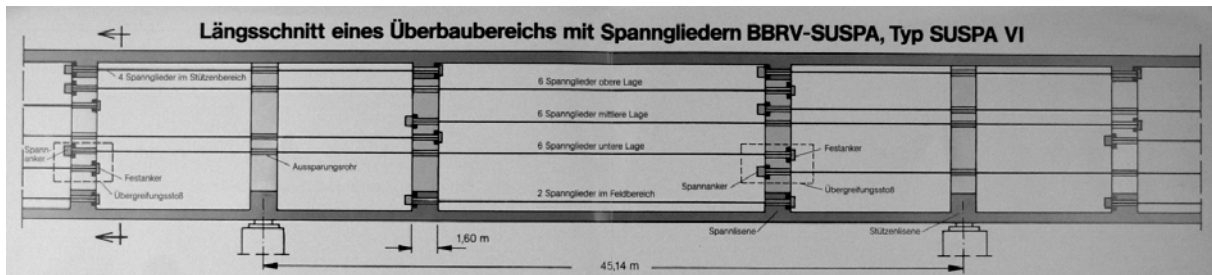 Längsschnitt eines Überbaubereichs mit Spanngliedern BBRV-SUSPA, Typ SUSPA VI
4 Spannglieder im Stützenbereich
6 Spannglieder obere Lage
6 Spannglieder mittlere Lage
Spann-
anker
6 Spannglieder untere Lage
Festanker
Aussparungsrohr
Festanker
Spannanker
Übergreifungsstoß
2 Spannglieder im Feldbereich
Übergreifungsstoß
Spannlisene
Stützenlisene
1,60 m
45,14 m